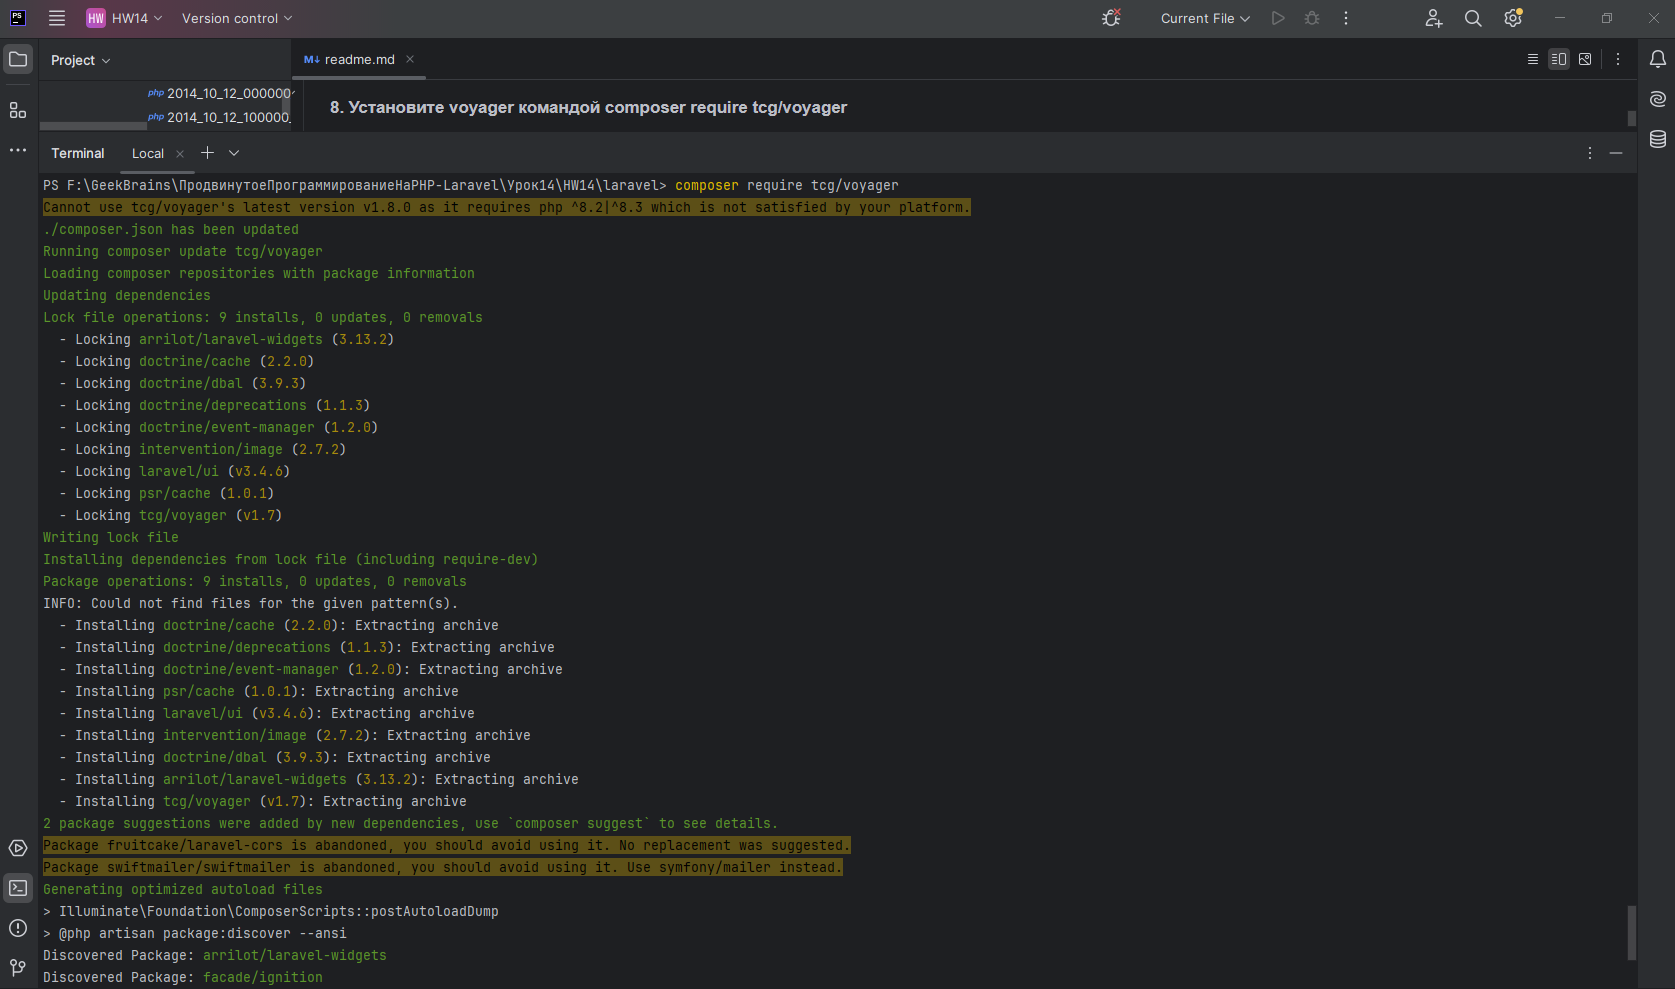 PS
HW HW14 Version control Current File
Project
M↓ readme.md
php 2014_10_12_000000
php 2014_10_12_100000_
8. Установите voyager командой composer require tcg/voyager
Terminal Local
PS F:\GeekBrains\ПродвинутоеПрограммированиеНаPHP-Laravel\Урок14\HW14\laravel> composer require tcg/voyager
Cannot use tcg/voyager's latest version v1.8.0 as it requires php ^8.2|^8.3 which is not satisfied by your platform.
./composer.json has been updated
Running composer update tcg/voyager
Loading composer repositories with package information
Updating dependencies
Lock file operations: 9 installs, 0 updates, 0 removals
- Locking arrilot/laravel-widgets (3.13.2)
- Locking doctrine/cache (2.2.0)
- Locking doctrine/dbal (3.9.3)
- Locking doctrine/deprecations (1.1.3)
- Locking doctrine/event-manager (1.2.0)
- Locking intervention/image (2.7.2)
- Locking laravel/ui (v3.4.6)
- Locking psr/cache (1.0.1)
- Locking tcg/voyager (v1.7)
Writing lock file
Installing dependencies from lock file (including require-dev)
Package operations: 9 installs, 0 updates, 0 removals
INFO: Could not find files for the given pattern(s).
- Installing doctrine/cache (2.2.0): Extracting archive
- Installing doctrine/deprecations (1.1.3): Extracting archive
- Installing doctrine/event-manager (1.2.0): Extracting archive
- Installing psr/cache (1.0.1): Extracting archive
- Installing laravel/ui (v3.4.6): Extracting archive
- Installing intervention/image (2.7.2): Extracting archive
- Installing doctrine/dbal (3.9.3): Extracting archive
- Installing arrilot/laravel-widgets (3.13.2): Extracting archive
- Installing tcg/voyager (v1.7): Extracting archive
2 package suggestions were added by new dependencies, use `composer suggest` to see details.
Package fruitcake/laravel-cors is abandoned, you should avoid using it. No replacement was suggested.
Package swiftmailer/swiftmailer is abandoned, you should avoid using it. Use symfony/mailer instead.
Generating optimized autoload files
> Illuminate\Foundation\ComposerScripts::postAutoloadDump
> @php artisan package:discover --ansi
Discovered Package: arrilot/laravel-widgets
Discovered Package: facade/ignition